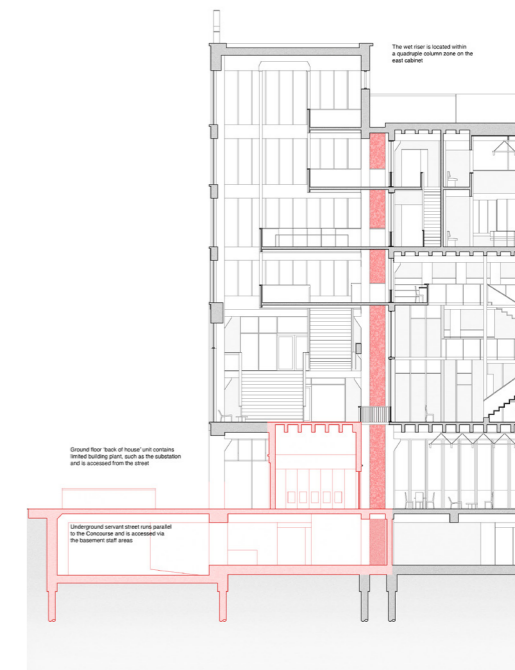 The wet riser is located within
a quadruple column zone on the
east cabinet
Ground floor 'back of house' unit contains
limited building plant, such as the substation
and is accessed from the street
Underground servant street runs parallel
to the Concourse and is accessed via
the basement staff areas